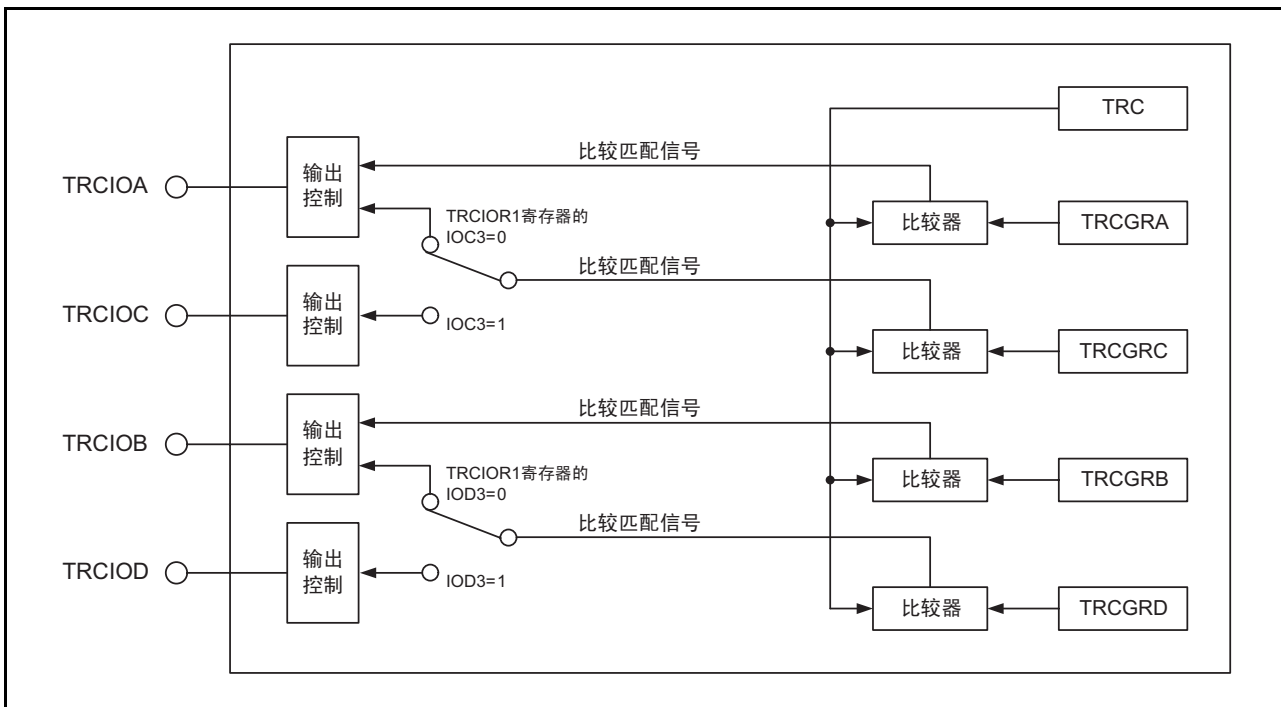 TRC
比较匹配信号
TRCIOA
输出
控制
比较器
TRCGRA
TRCIOR1寄存器的
IOC3=0
比较匹配信号
TRCIOC
输出
控制
IOC3=1
比较器
TRCGRC
比较匹配信号
TRCIOB
输出
控制
比较器
TRCGRB
TRCIOR1寄存器的
IOD3=0
比较匹配信号
TRCIOD
输出
控制
IOD3=1
比较器
TRCGRD